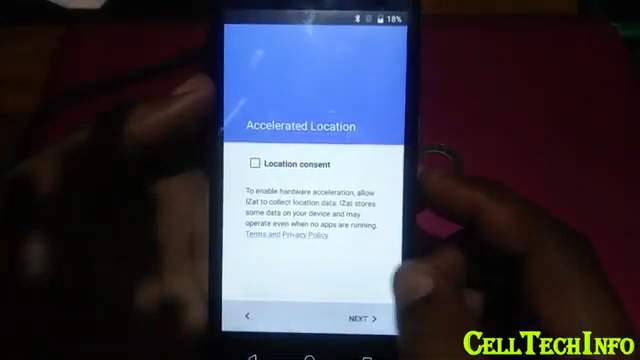 18%
Accelerated Location
Location consent
To enable hardware acceleration, allow
IZat to collect location data. IZat stores
some data on your device and may
operate even when no apps are running.
Terms and Privacy Policy.
NEXT
CellTechInfo